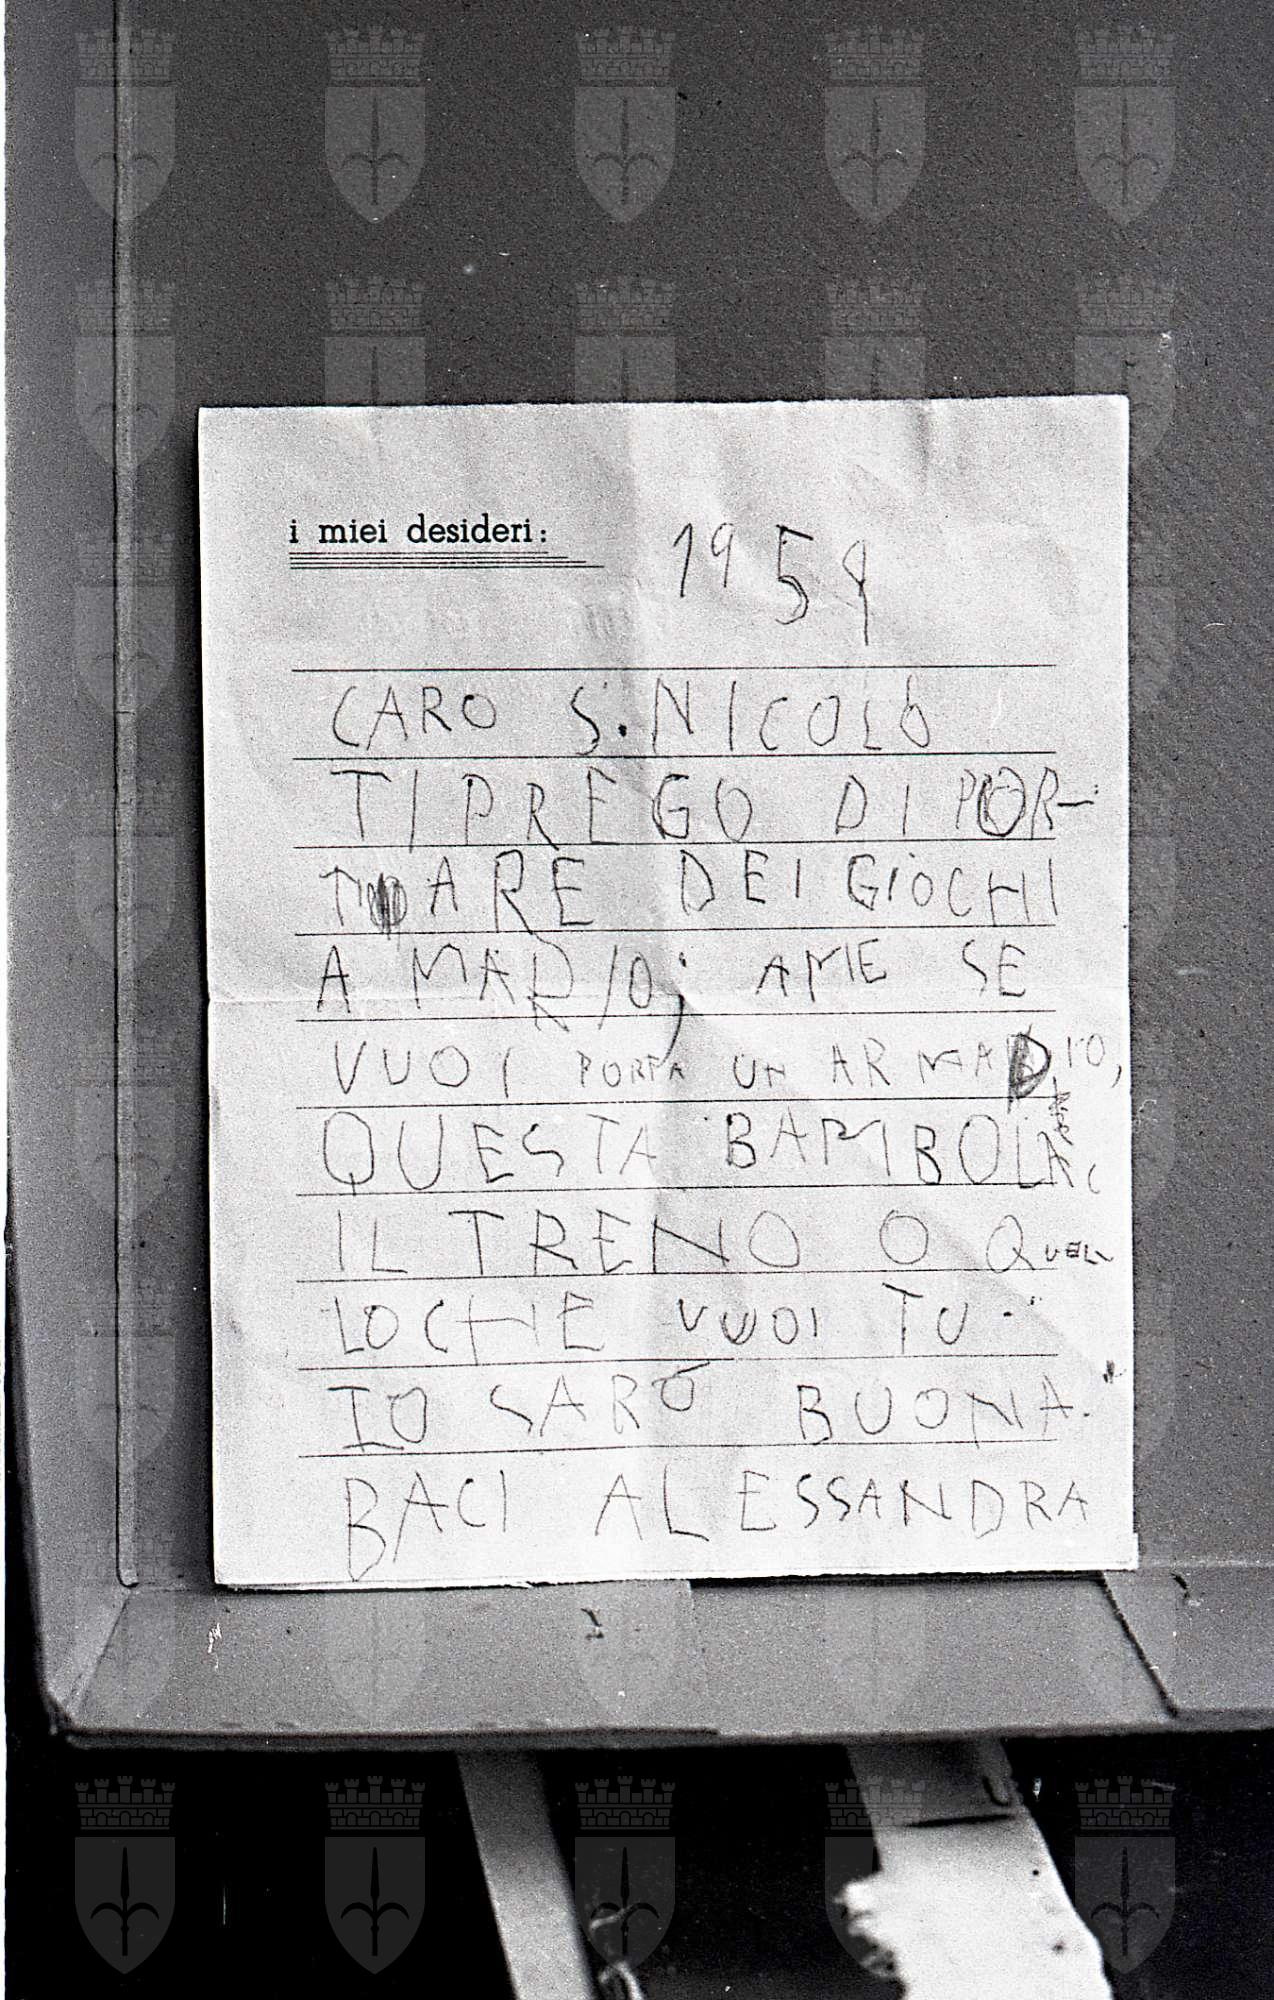 i miei desideri: 1959
CARO S. NICOLÒ
TI PREGO DI POR-
TARE DEI GIOCHI
A MARIO; A ME SE
VUOI PORTA UN ARMADIO,
QUESTA BAMBOLA
IL TRENO O QUEL
LO CHE VUOI TU.
IO SARÓ BUONA.
BACI ALESSANDRA